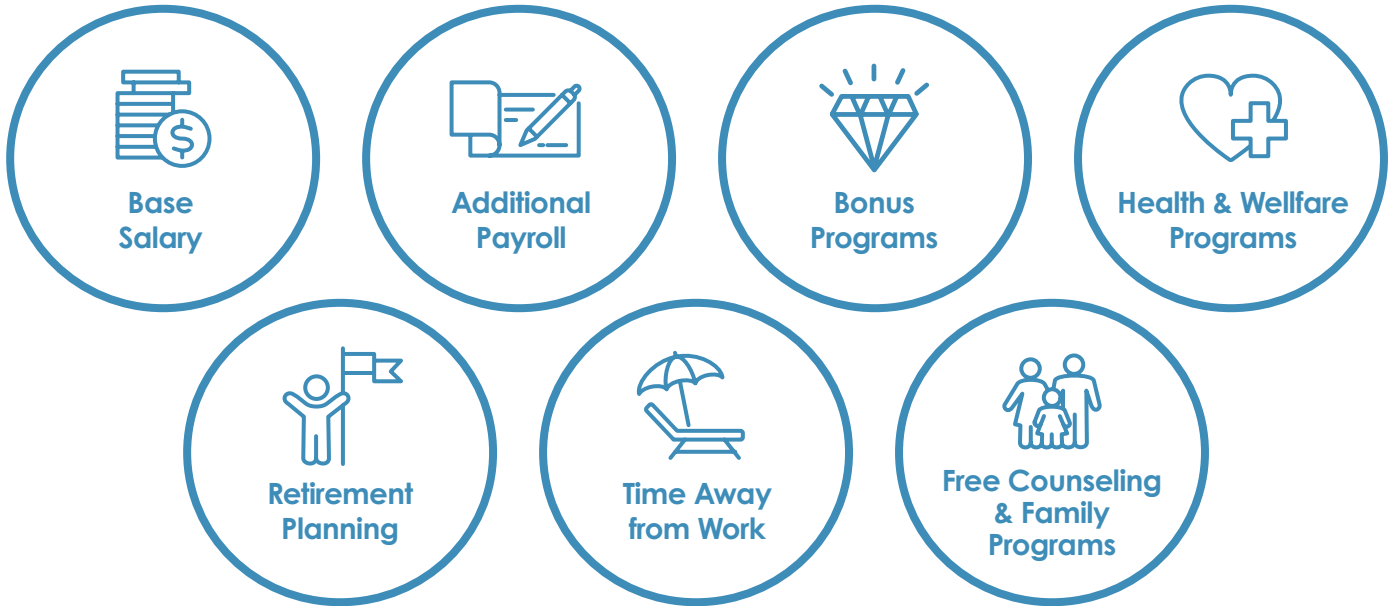 Base
Salary
Additional
Payroll
Bonus
Programs
Health & Wellfare
Programs
Retirement
Planning
Time Away
from Work
Free Counseling
& Family
Programs